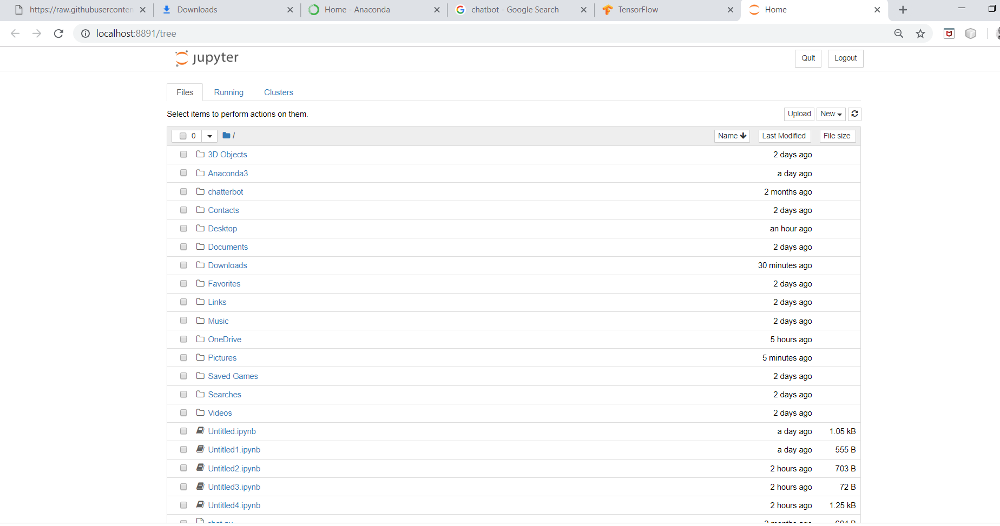 https://raw.githubuserconten
Downloads
Home - Anaconda
chatbot - Google Search
TensorFlow
Home
localhost:8891/tree
jupyter
Quit
Logout
Files
Running
Clusters
Select items to perform actions on them.
Upload
New
0
/
Name
Last Modified
File size
3D Objects 2 days ago
Anaconda3 a day ago
chatterbot 2 months ago
Contacts 2 days ago
Desktop an hour ago
Documents 2 days ago
Downloads 30 minutes ago
Favorites 2 days ago
Links 2 days ago
Music 2 days ago
OneDrive 5 hours ago
Pictures 5 minutes ago
Saved Games 2 days ago
Searches 2 days ago
Videos 2 days ago
Untitled.ipynb a day ago 1.05 kB
Untitled1.ipynb a day ago 555 B
Untitled2.ipynb 2 hours ago 703 B
Untitled3.ipynb 2 hours ago 72 B
Untitled4.ipynb 2 hours ago 1.25 kB